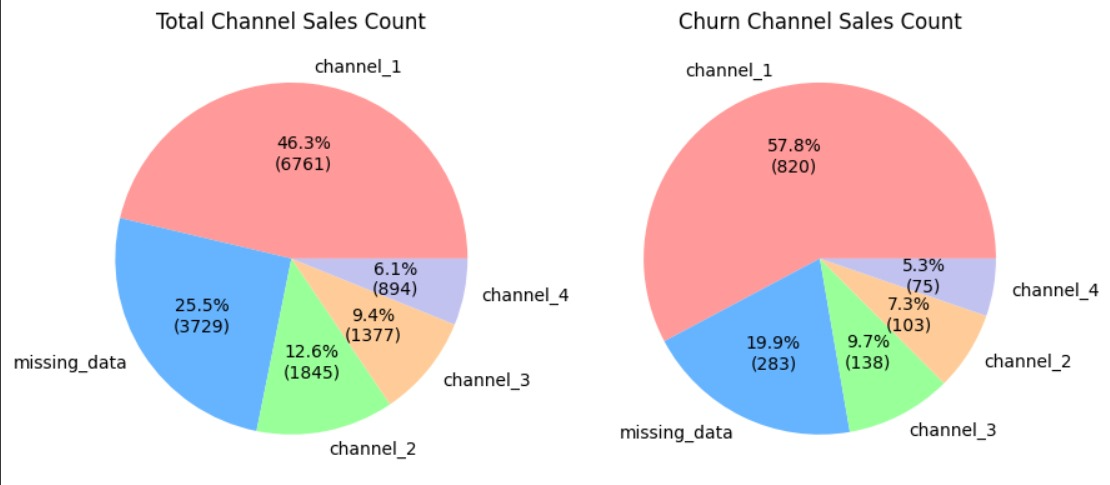 Total Channel Sales Count
channel_1
46.3%
(6761)
25.5%
(3729)
missing_data
12.6%
(1845)
channel_2
9.4%
(1377)
channel_3
6.1%
(894)
channel_4
Churn Channel Sales Count
channel_1
57.8%
(820)
19.9%
(283)
missing_data
9.7%
(138)
channel_3
7.3%
(103)
channel_2
5.3%
(75)
channel_4